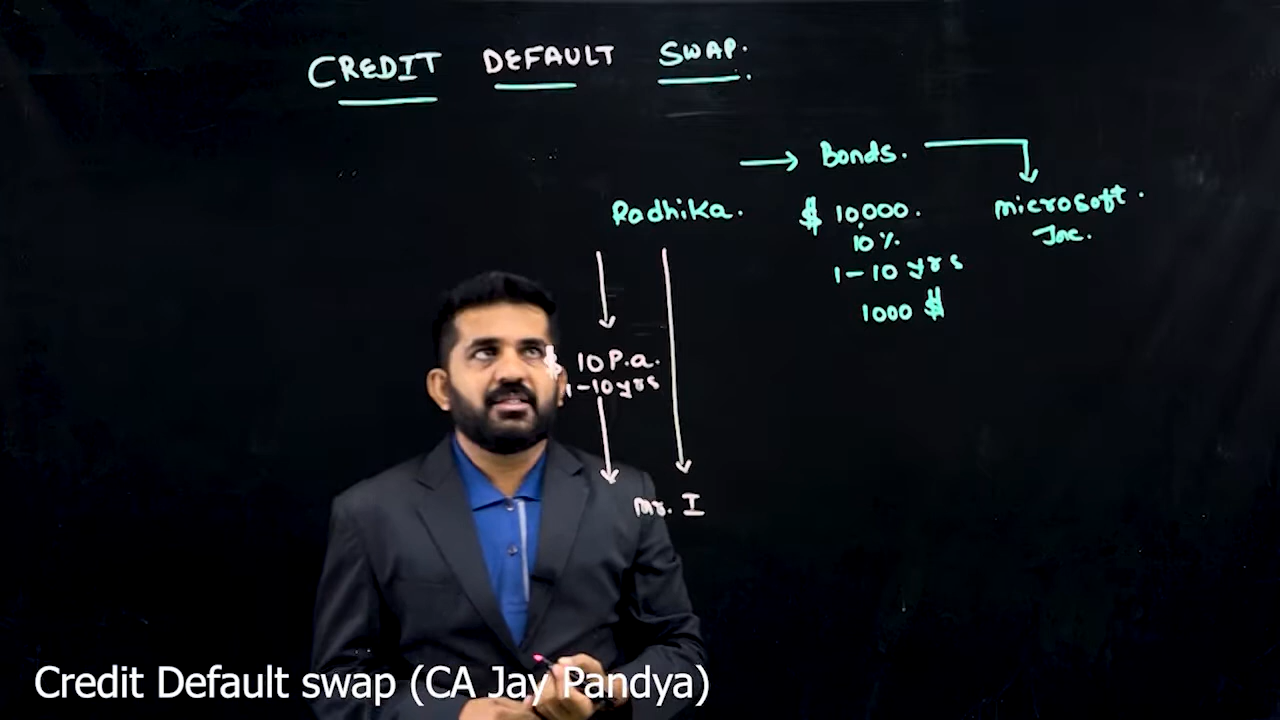 CREDIT DEFAULT SWAP.
Bonds.
Radhika.
$ 10,000.
10 %
1 - 10 yrs
1000 $
Microsoft
Inc.
$ 10 P.a.
1 - 10 yrs
Mr. I
Credit Default swap (CA Jay Pandya)